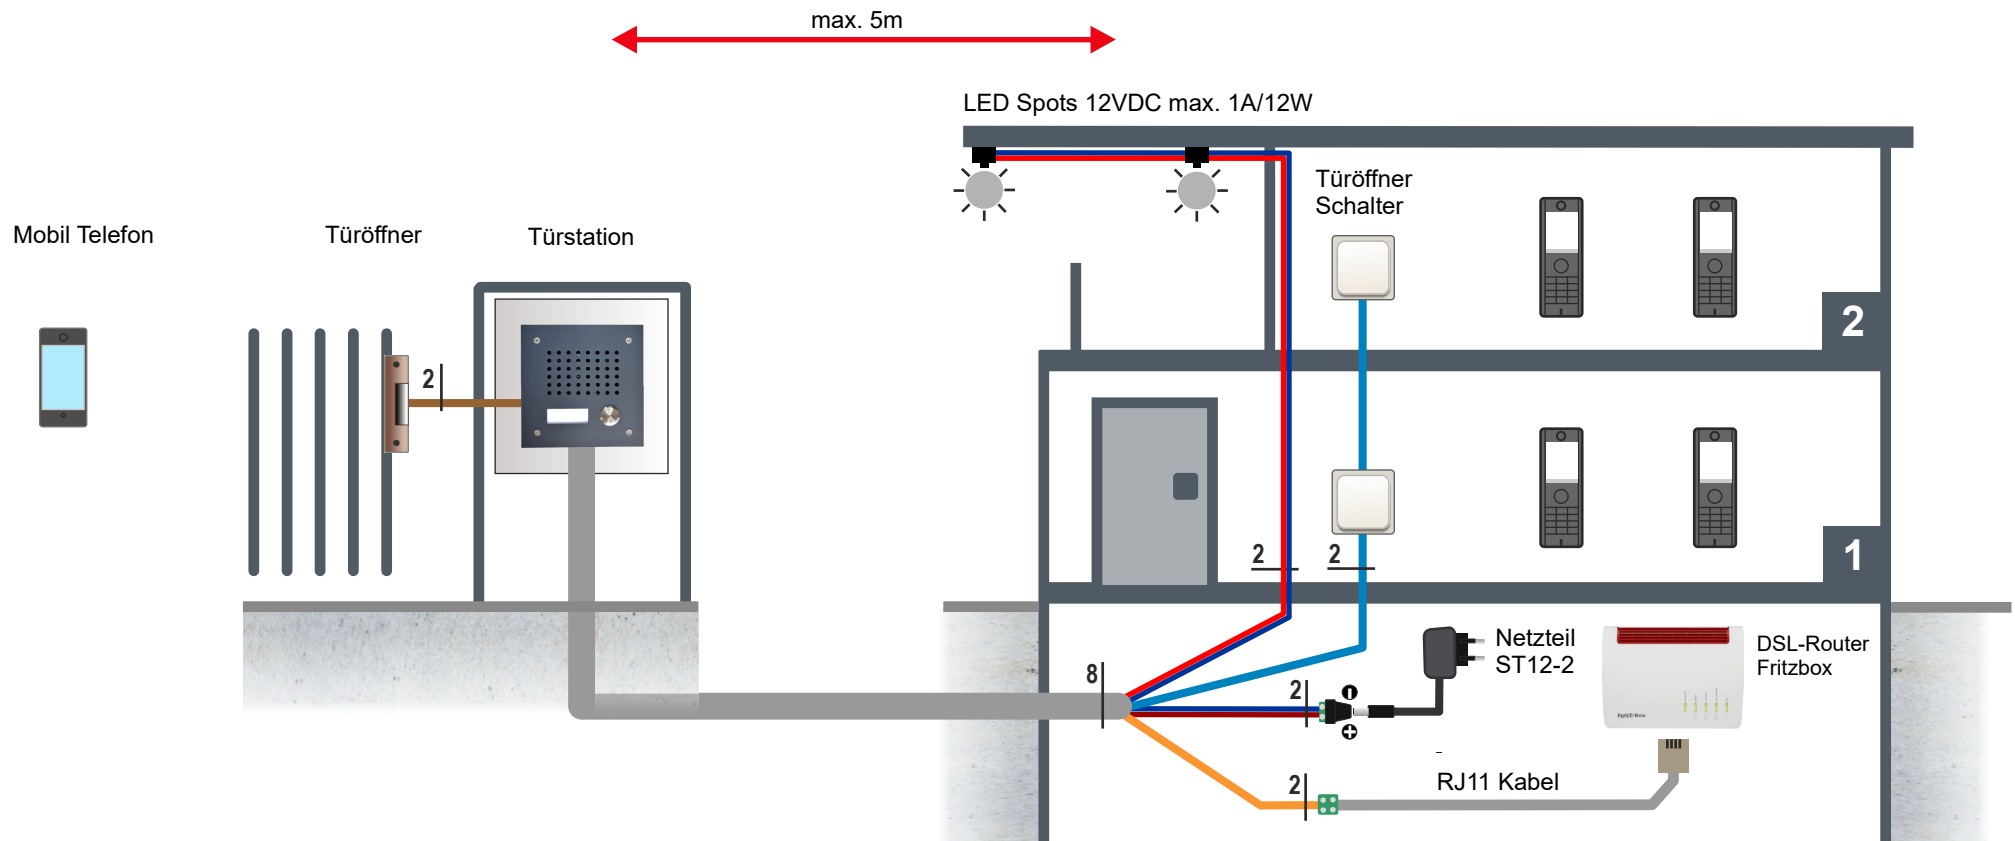 max. 5m
LED Spots 12VDC max. 1A/12W
Türöffner
Schalter
Mobil Telefon
Türöffner
Türstation
2
2
2
2
1
Netzteil
ST12-2
DSL-Router
Fritzbox
8
2
2
RJ11 Kabel